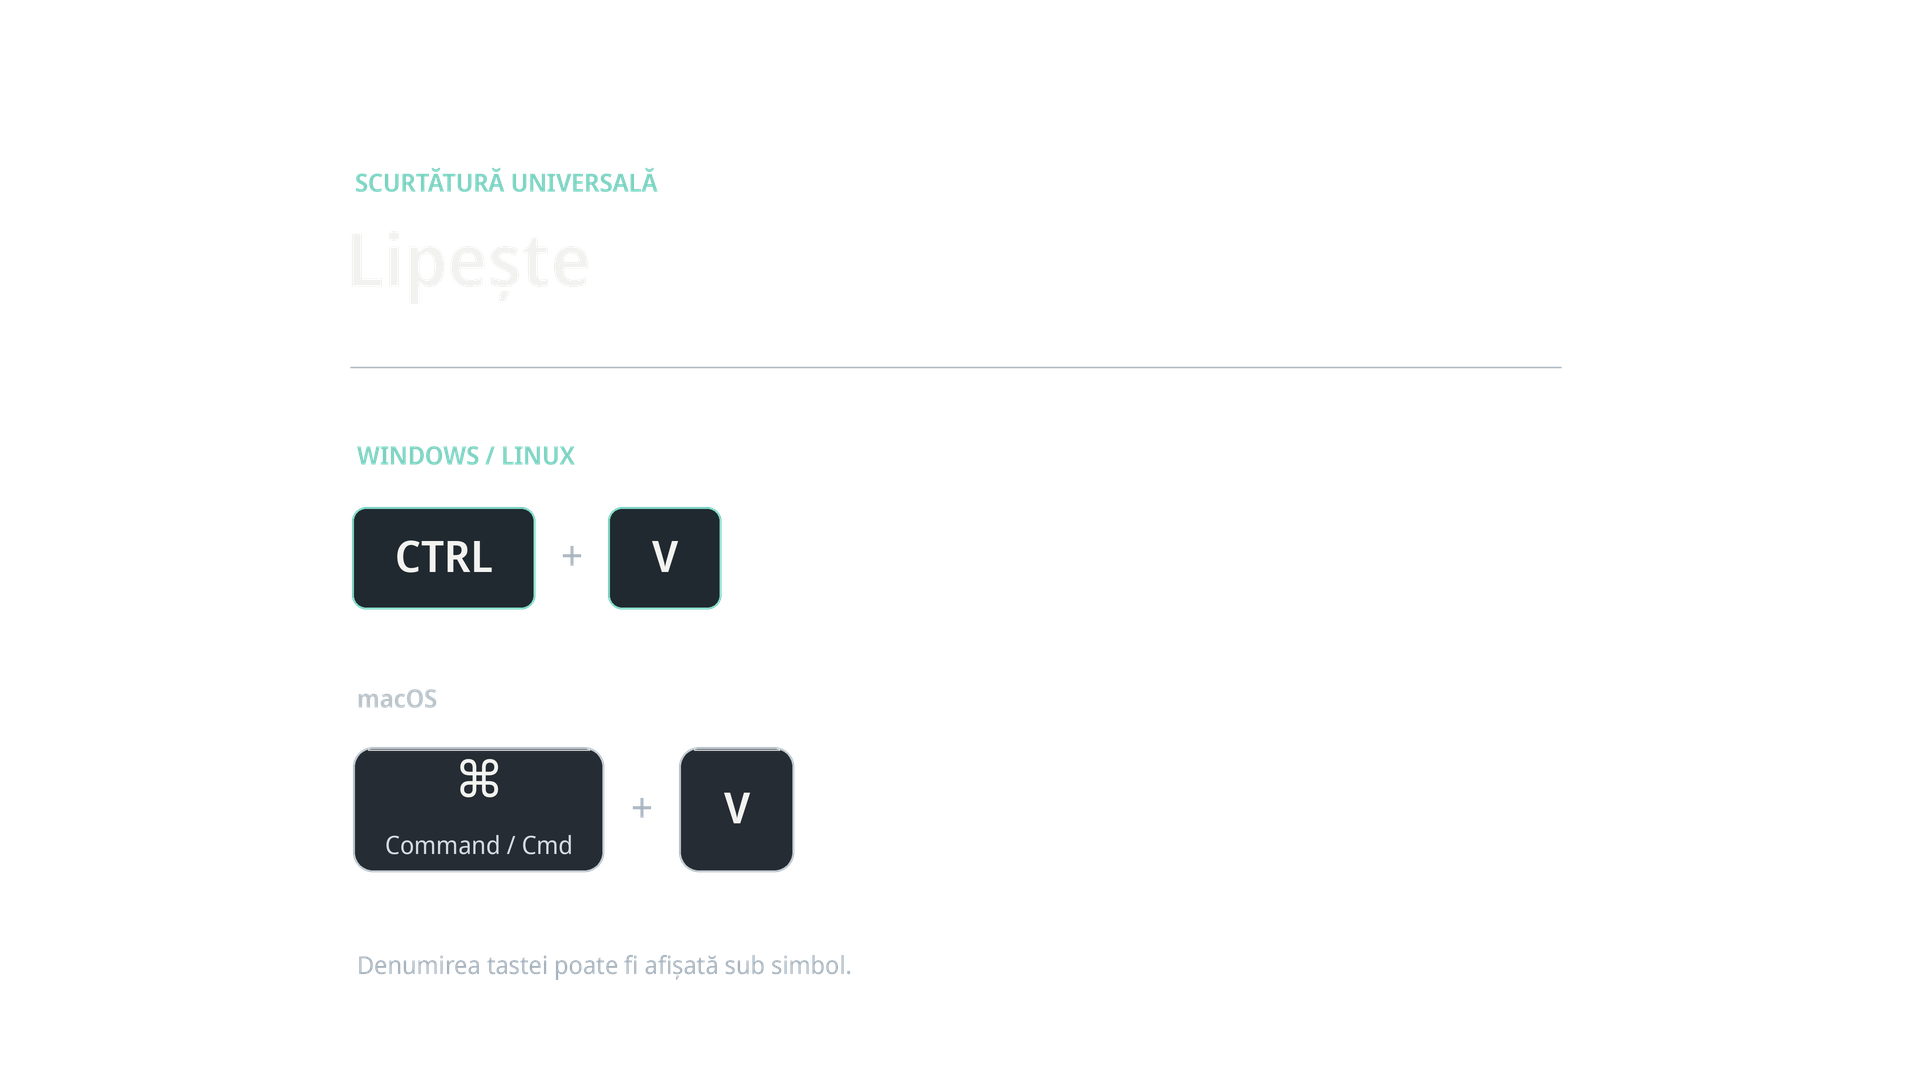 SCURTĂTURĂ UNIVERSALĂ
Lipește
WINDOWS / LINUX
CTRL + V
macOS
⌘
Command / Cmd + V
Denumirea tastei poate fi afișată sub simbol.